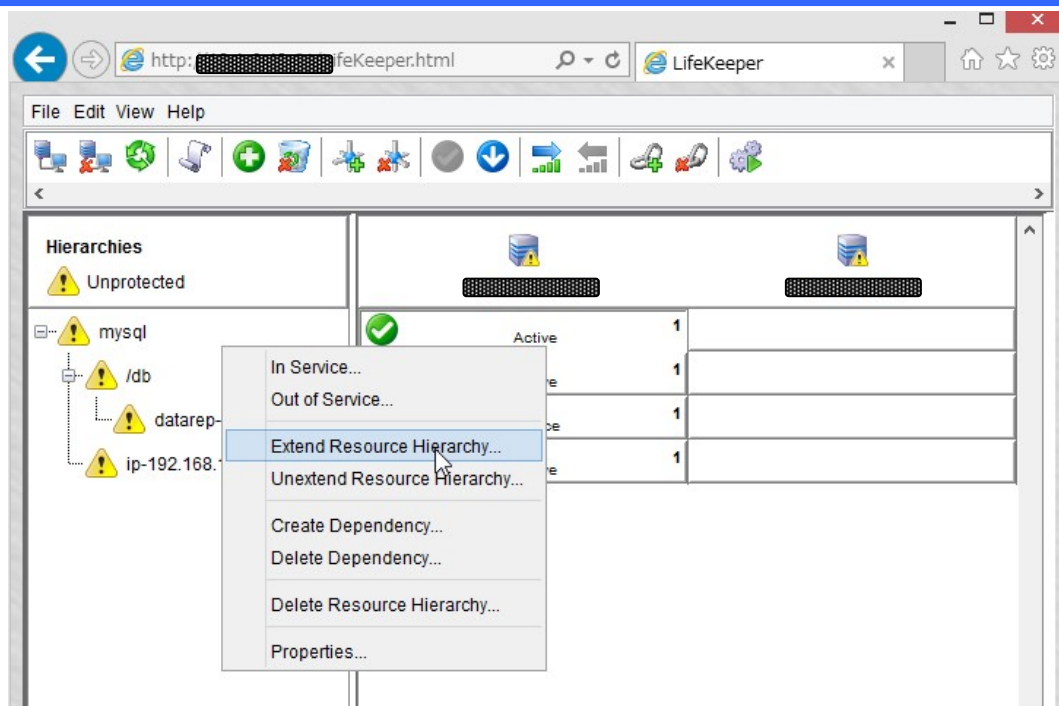 http:/ ifeKeeper.html
LifeKeeper
File Edit View Help
Hierarchies
Unprotected
mysql
Active
1
/db
1
datarep-
1
ip-192.168.
1
In Service...
Out of Service...
Extend Resource Hierarchy...
Unextend Resource Hierarchy...
Create Dependency...
Delete Dependency...
Delete Resource Hierarchy...
Properties...